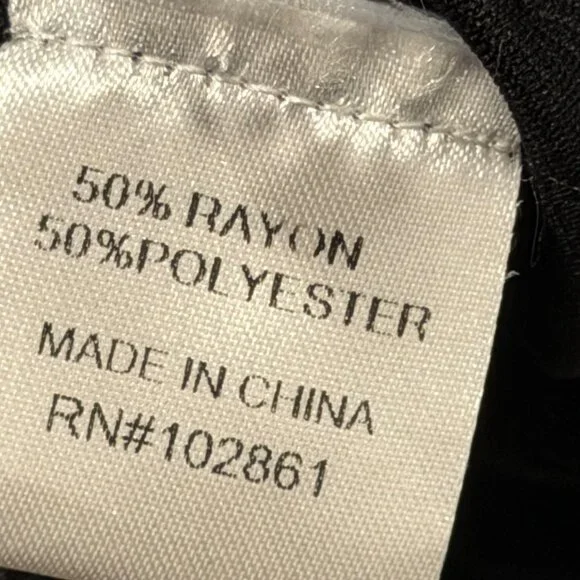 50% RAYON
50%POLYESTER
MADE IN CHINA
RN#102861